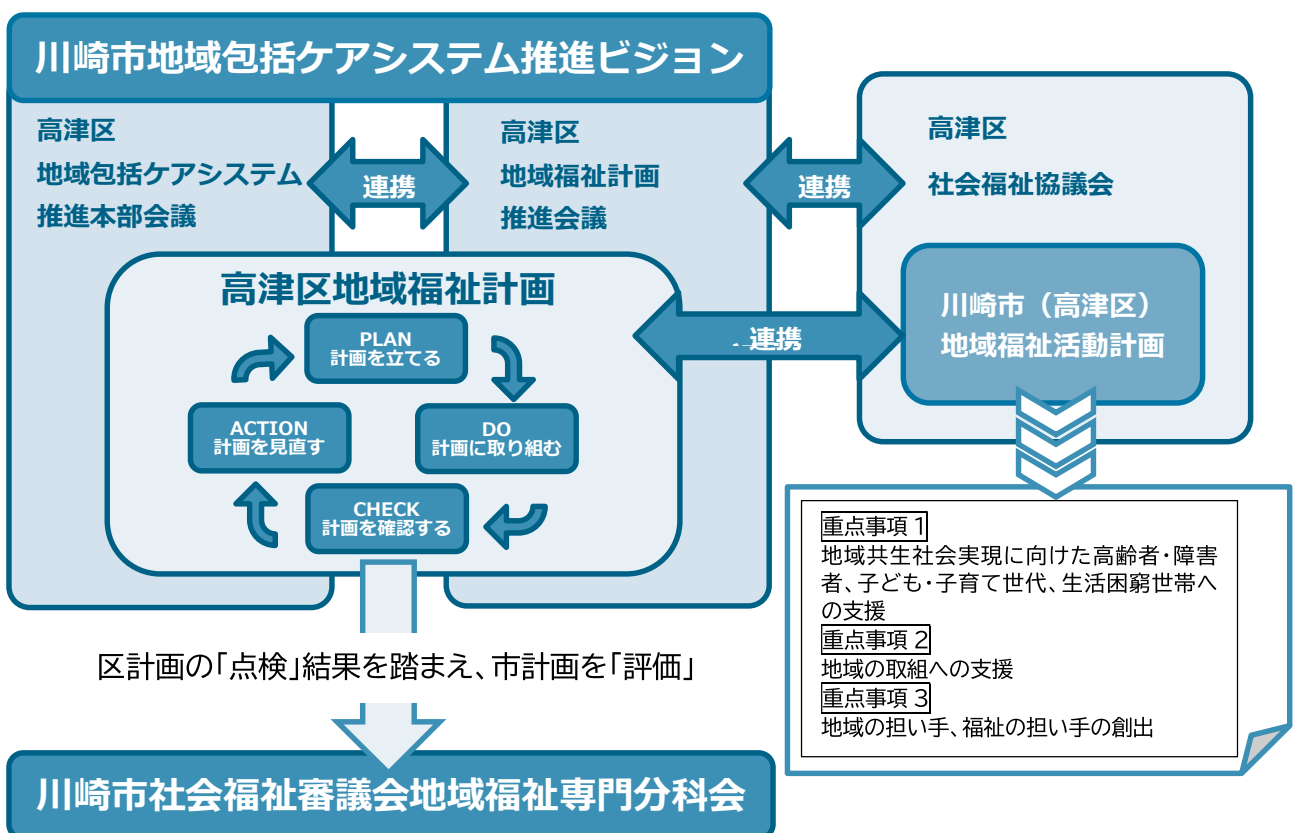 川崎市地域包括ケアシステム推進ビジョン
高津区
地域包括ケアシステム
推進本部会議
連携
高津区
地域福祉計画
推進会議
連携
高津区
社会福祉協議会
高津区地域福祉計画
PLAN
計画を立てる
DO
計画に取り組む
CHECK
計画を確認する
ACTION
計画を見直す
連携
川崎市（高津区）
地域福祉活動計画
重点事項１
地域共生社会実現に向けた高齢者・障害
者、子ども・子育て世代、生活困窮世帯へ
の支援
重点事項２
地域の取組への支援
重点事項３
地域の担い手、福祉の担い手の創出
区計画の「点検」結果を踏まえ、市計画を「評価」
川崎市社会福祉審議会地域福祉専門分科会